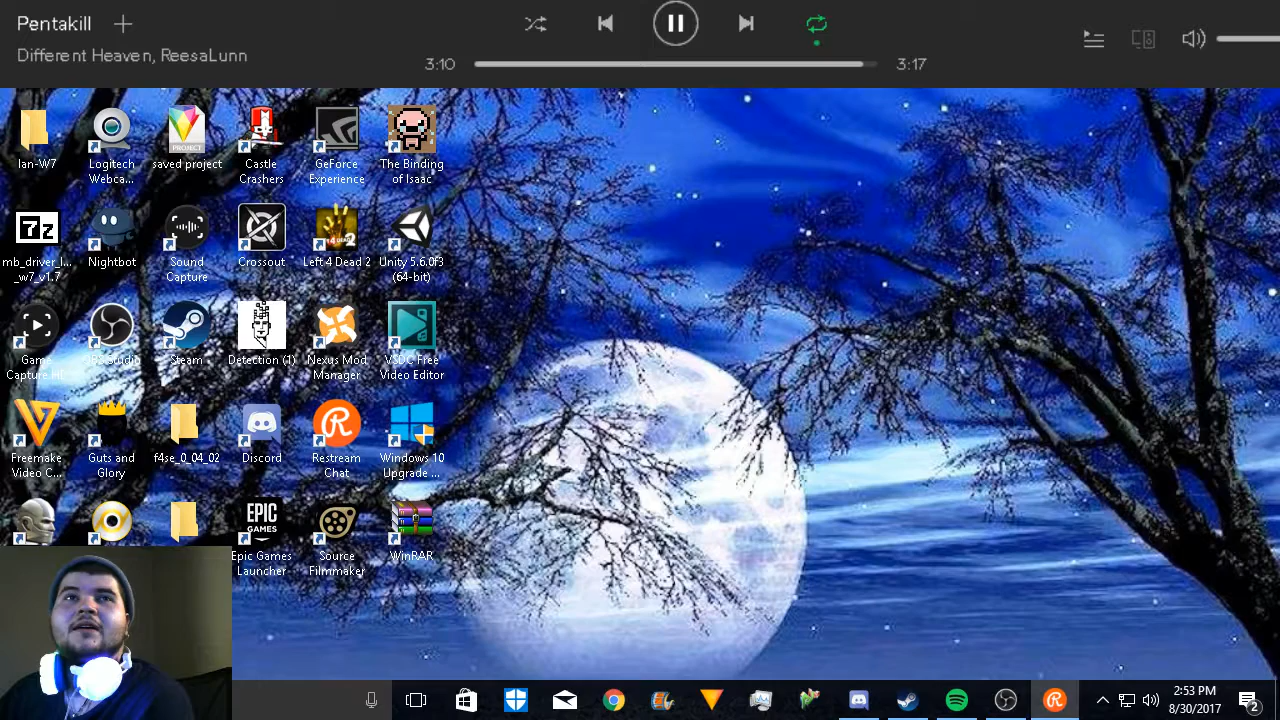 Pentakill
Different Heaven, ReesaLunn
3:10
3:17
Ian-W7
Logitech
Webca...
PROJECT
saved project
Castle
Crashers
GeForce
Experience
The Binding
of Isaac
7z
mb_driver_l...
_w7_v1.7
Nightbot
Sound
Capture
Crossout
Left 4 Dead 2
Unity 5.6.0f3
(64-bit)
Game
Capture HD
OBS Studio
Steam
Detection (1)
Nexus Mod
Manager
VSDC Free
Video Editor
Freemake
Video C...
Guts and
Glory
f4se_0_04_02
Discord
Restream
Chat
Windows 10
Upgrade ...
EPIC
GAMES
Epic Games
Launcher
Source
Filmmaker
WinRAR
2:53 PM
8/30/2017
2